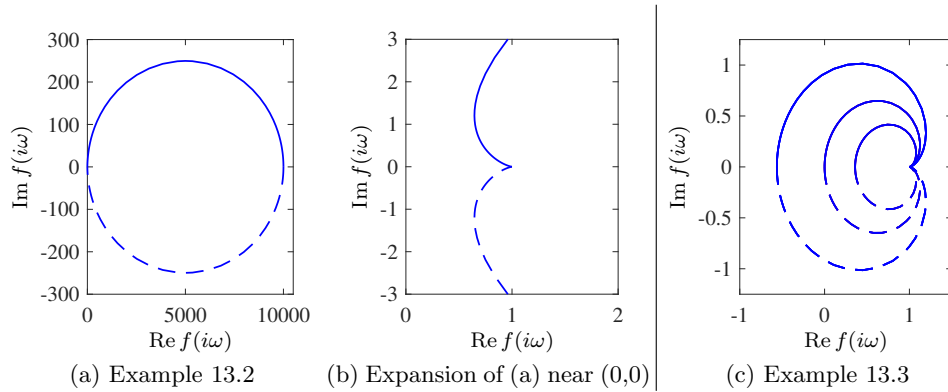 300
200
100
0
-100
-200
-300
0 5000 10000
Im f(iω)
Re f(iω)
(a) Example 13.2
3
2
1
0
-1
-2
-3
0 1 2
Im f(iω)
Re f(iω)
(b) Expansion of (a) near (0,0)
1
0.5
0
-0.5
-1
-1 0 1
Im f(iω)
Re f(iω)
(c) Example 13.3